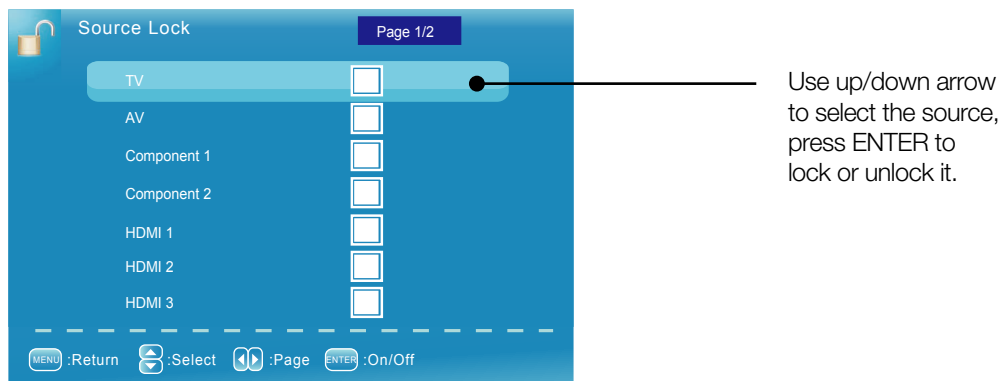 Source Lock
Page 1/2
TV
AV
Component 1
Component 2
HDMI 1
HDMI 2
HDMI 3
MENU :Return :Select :Page ENTER :On/Off
Use up/down arrow
to select the source,
press ENTER to
lock or unlock it.